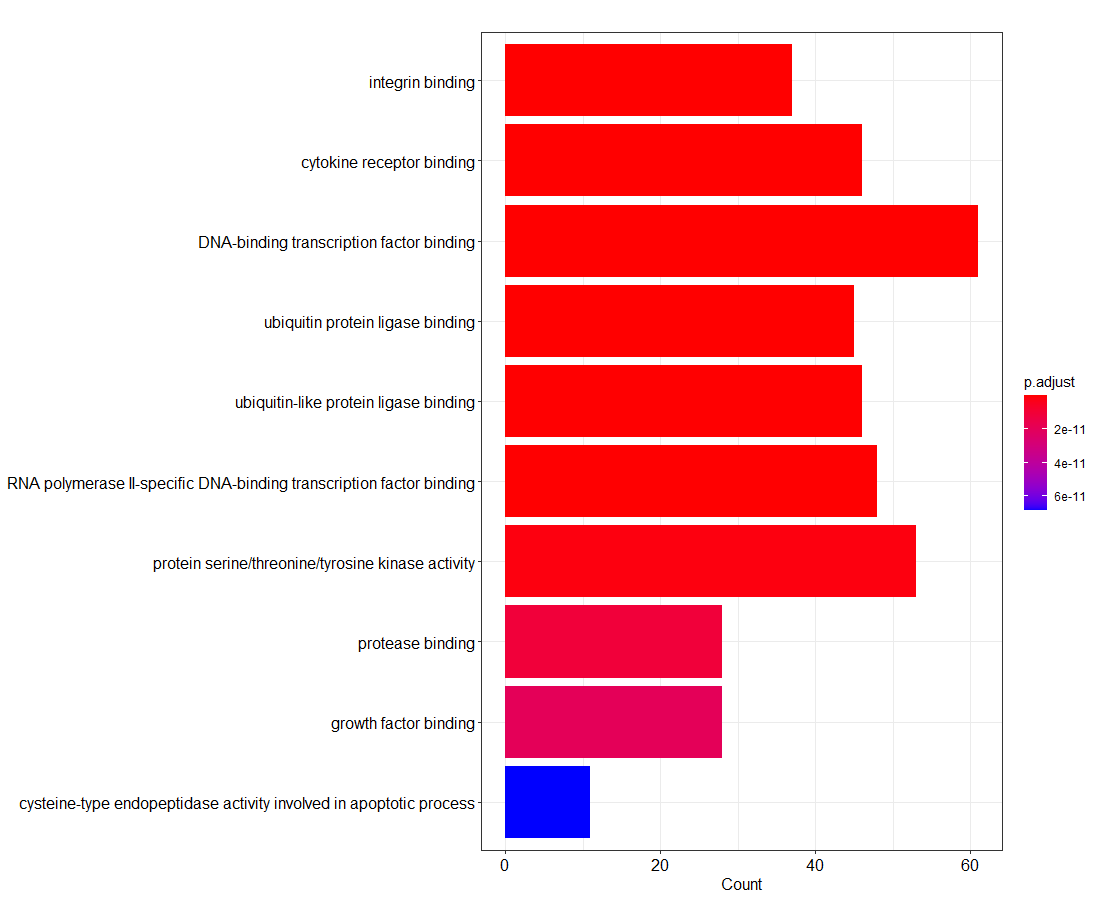 integrin binding
cytokine receptor binding
DNA-binding transcription factor binding
ubiquitin protein ligase binding
ubiquitin-like protein ligase binding
RNA polymerase II-specific DNA-binding transcription factor binding
protein serine/threonine/tyrosine kinase activity
protease binding
growth factor binding
cysteine-type endopeptidase activity involved in apoptotic process
0 20 40 60
Count
p.adjust
2e-11
4e-11
6e-11